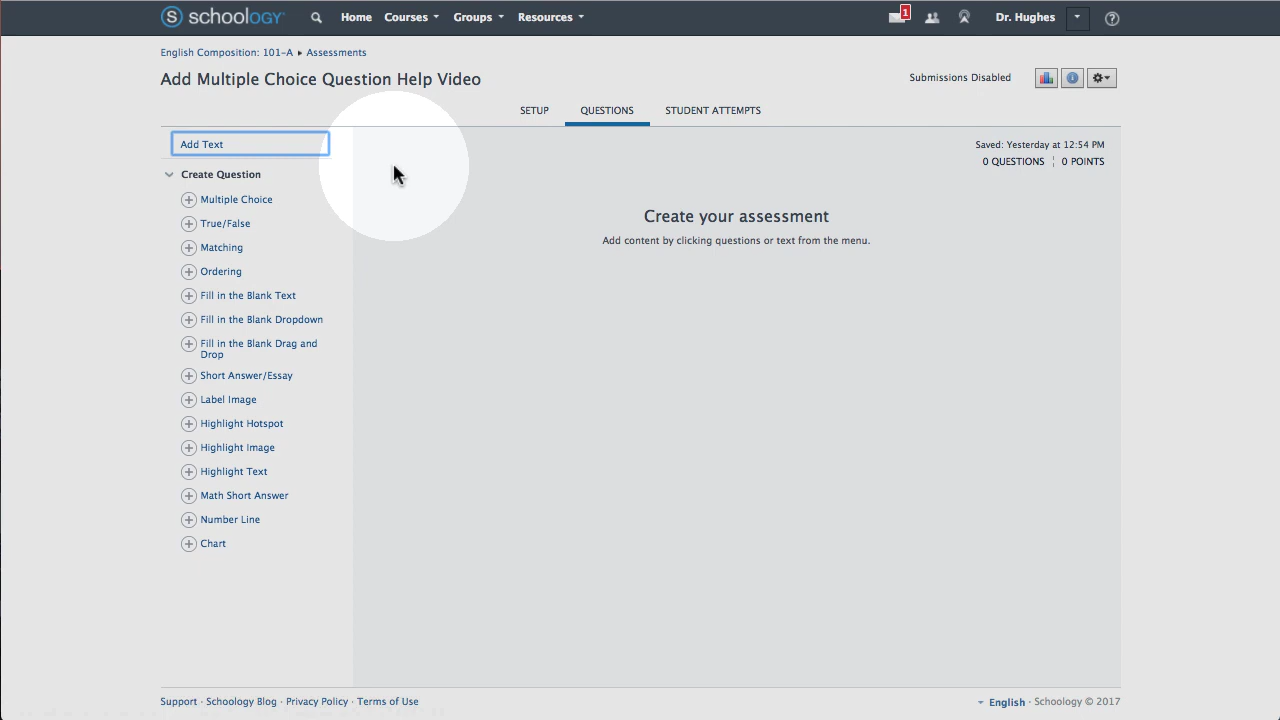 schoology Home Courses Groups Resources 1 Dr. Hughes
English Composition: 101-A ▸ Assessments
Add Multiple Choice Question Help Video
Submissions Disabled
SETUP QUESTIONS STUDENT ATTEMPTS
Add Text
Saved: Yesterday at 12:54 PM
0 QUESTIONS 0 POINTS
Create Question
Multiple Choice
True/False
Matching
Ordering
Fill in the Blank Text
Fill in the Blank Dropdown
Fill in the Blank Drag and
Drop
Short Answer/Essay
Label Image
Highlight Hotspot
Highlight Image
Highlight Text
Math Short Answer
Number Line
Chart
Create your assessment
Add content by clicking questions or text from the menu.
Support · Schoology Blog · Privacy Policy · Terms of Use
English · Schoology © 2017